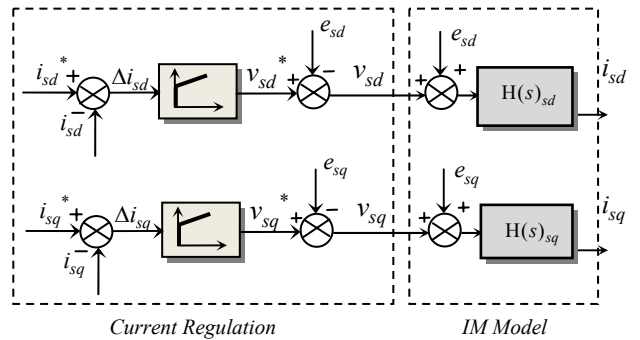 e_sd
e_sd
i_sd* + Δi_sd v_sd* + − v_sd + + H(s)_sd i_sd
i_sd −
e_sq
e_sq
i_sq* + Δi_sq v_sq* + − v_sq + + H(s)_sq i_sq
i_sq −
Current Regulation IM Model